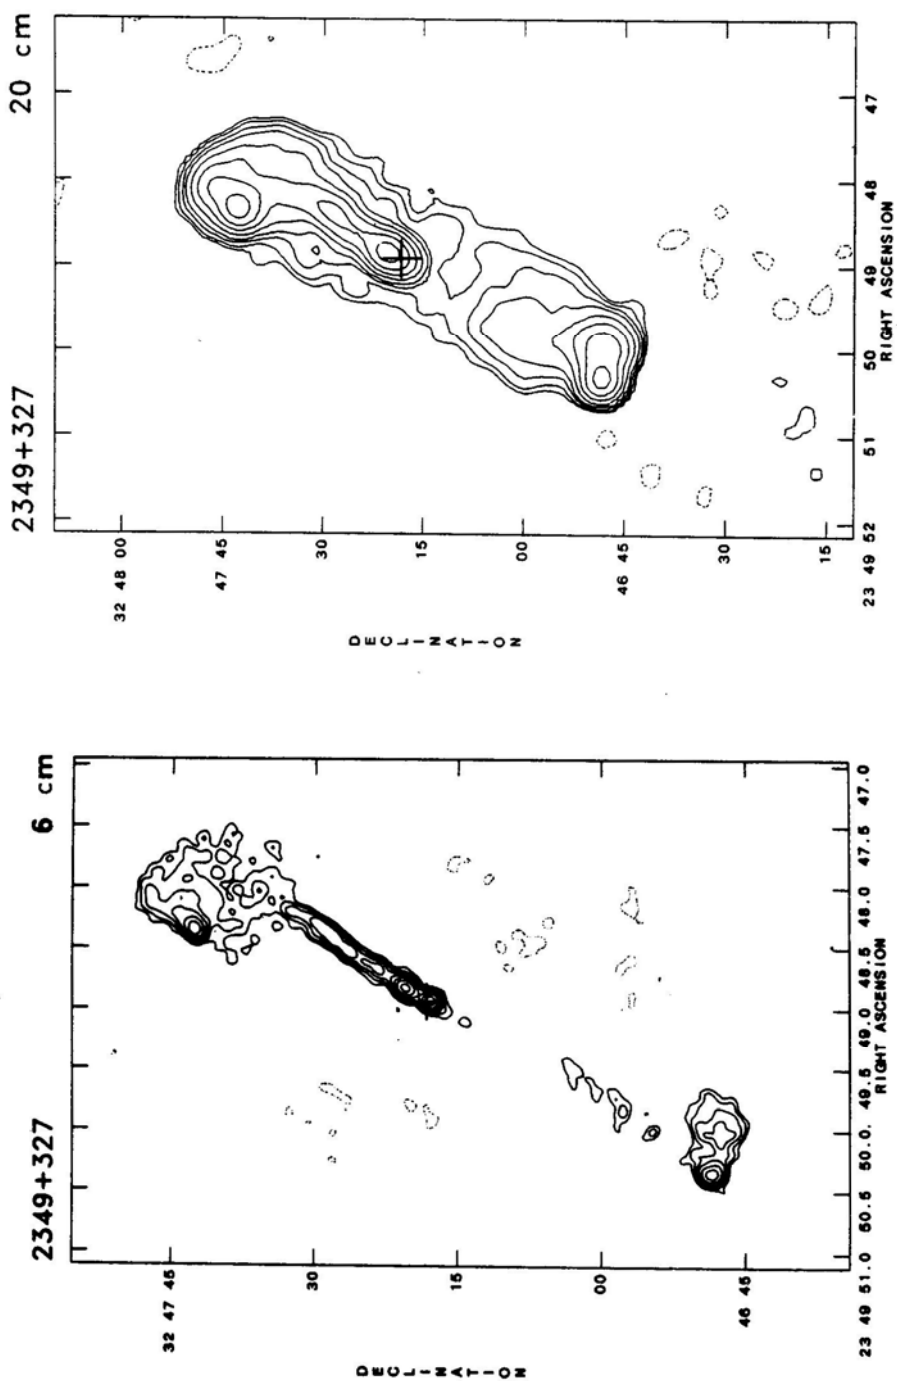 2349+327 20 cm
32 48 00
47 45
30
15
00
46 45
30
15
DECLINATION
23 49 52 51 50 49 48 47
RIGHT ASCENSION
2349+327 6 cm
32 47 45
30
15
00
46 45
DECLINATION
23 49 51.0 50.5 50.0 49.5 49.0 48.5 48.0 47.5 47.0
RIGHT ASCENSION